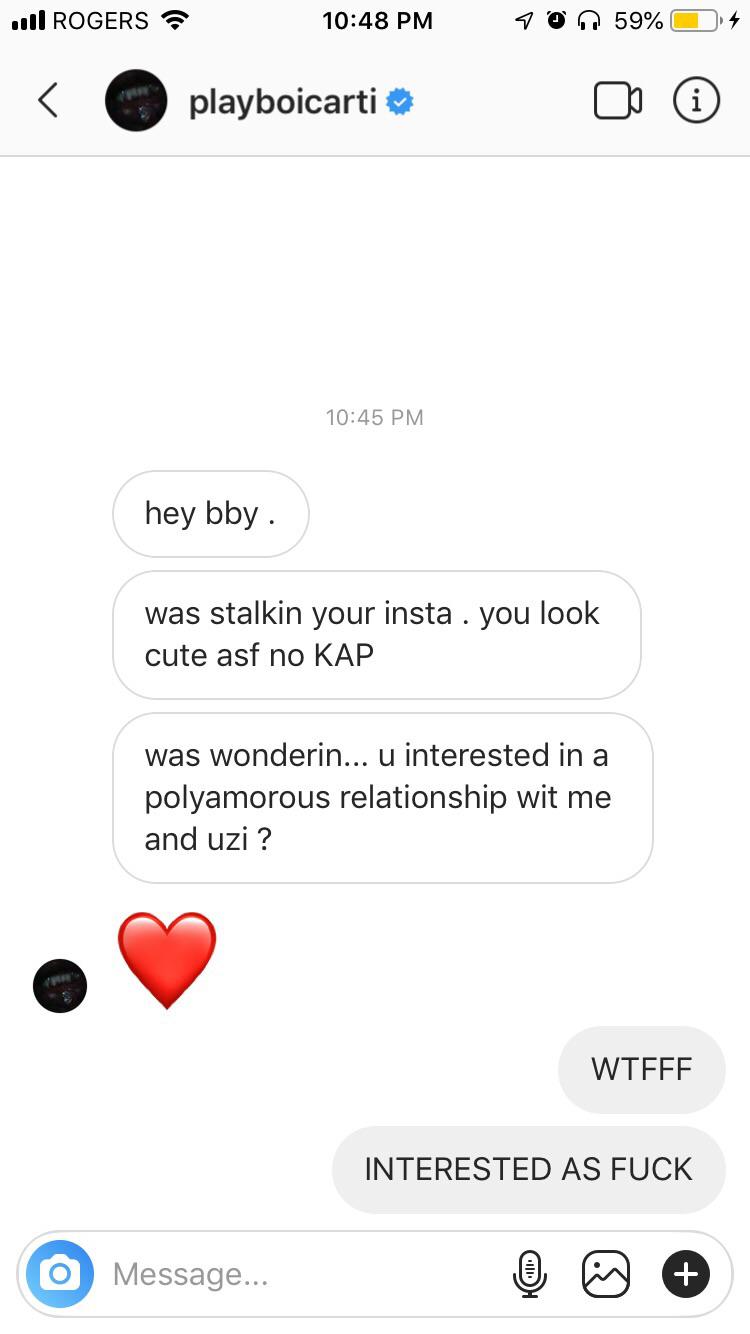 ROGERS 10:48 PM 59%
playboicarti
10:45 PM
hey bby .
was stalkin your insta . you look
cute asf no KAP
was wonderin... u interested in a
polyamorous relationship wit me
and uzi ?
WTFFF
INTERESTED AS FUCK
Message...